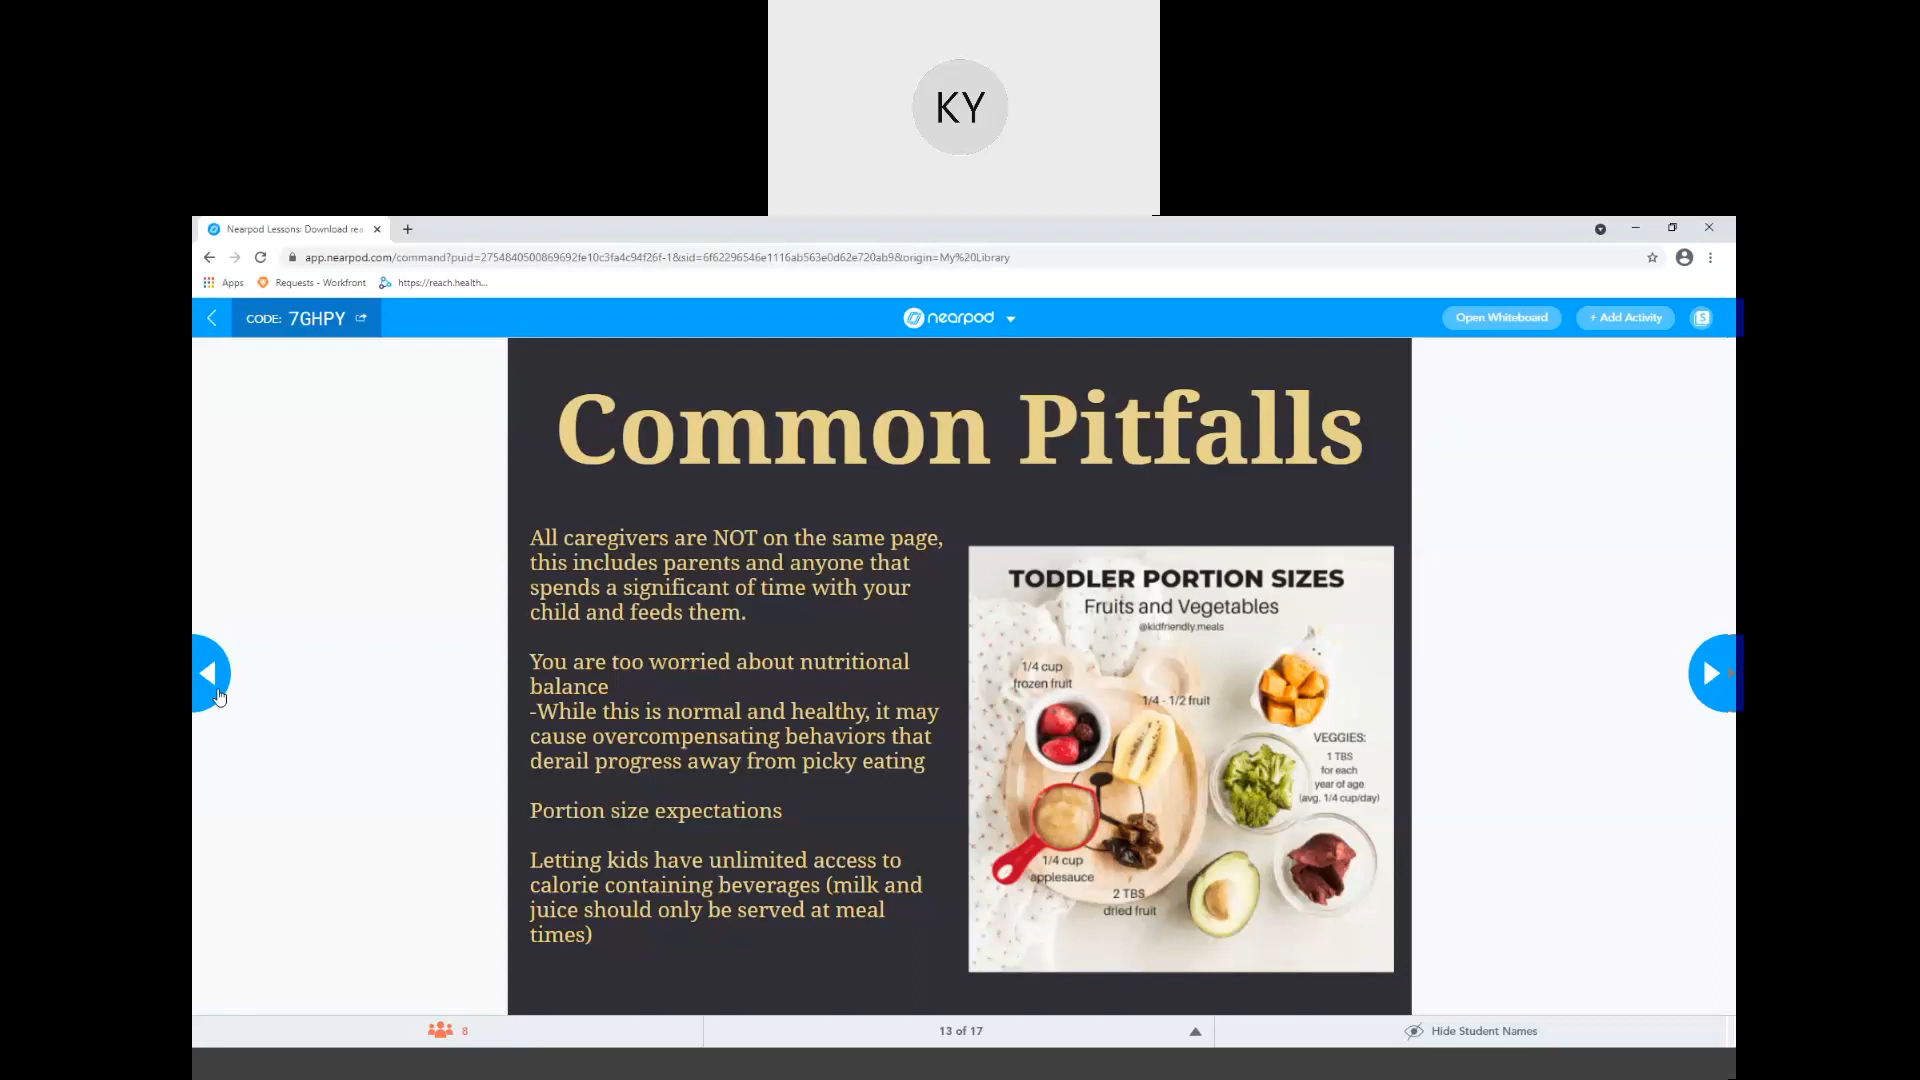 KY
Nearpod Lessons: Download rea
app.nearpod.com/command?puid=2754840500869692fe10c3fa4c94f26f-1&sid=6f62296546e1116ab563e0d62e720ab9&origin=My%20Library
Apps
Requests - Workfront
https://reach.health...
CODE: 7GHPY
nearpod
Open Whiteboard
+ Add Activity
S
Common Pitfalls
All caregivers are NOT on the same page,
this includes parents and anyone that
spends a significant of time with your
child and feeds them.
You are too worried about nutritional
balance
-While this is normal and healthy, it may
cause overcompensating behaviors that
derail progress away from picky eating
Portion size expectations
Letting kids have unlimited access to
calorie containing beverages (milk and
juice should only be served at meal
times)
TODDLER PORTION SIZES
Fruits and Vegetables
@kidfriendly.meals
1/4 cup
frozen fruit
1/4 - 1/2 fruit
VEGGIES:
1 TBS
for each
year of age
(avg. 1/4 cup/day)
1/4 cup
applesauce
2 TBS
dried fruit
8
13 of 17
Hide Student Names